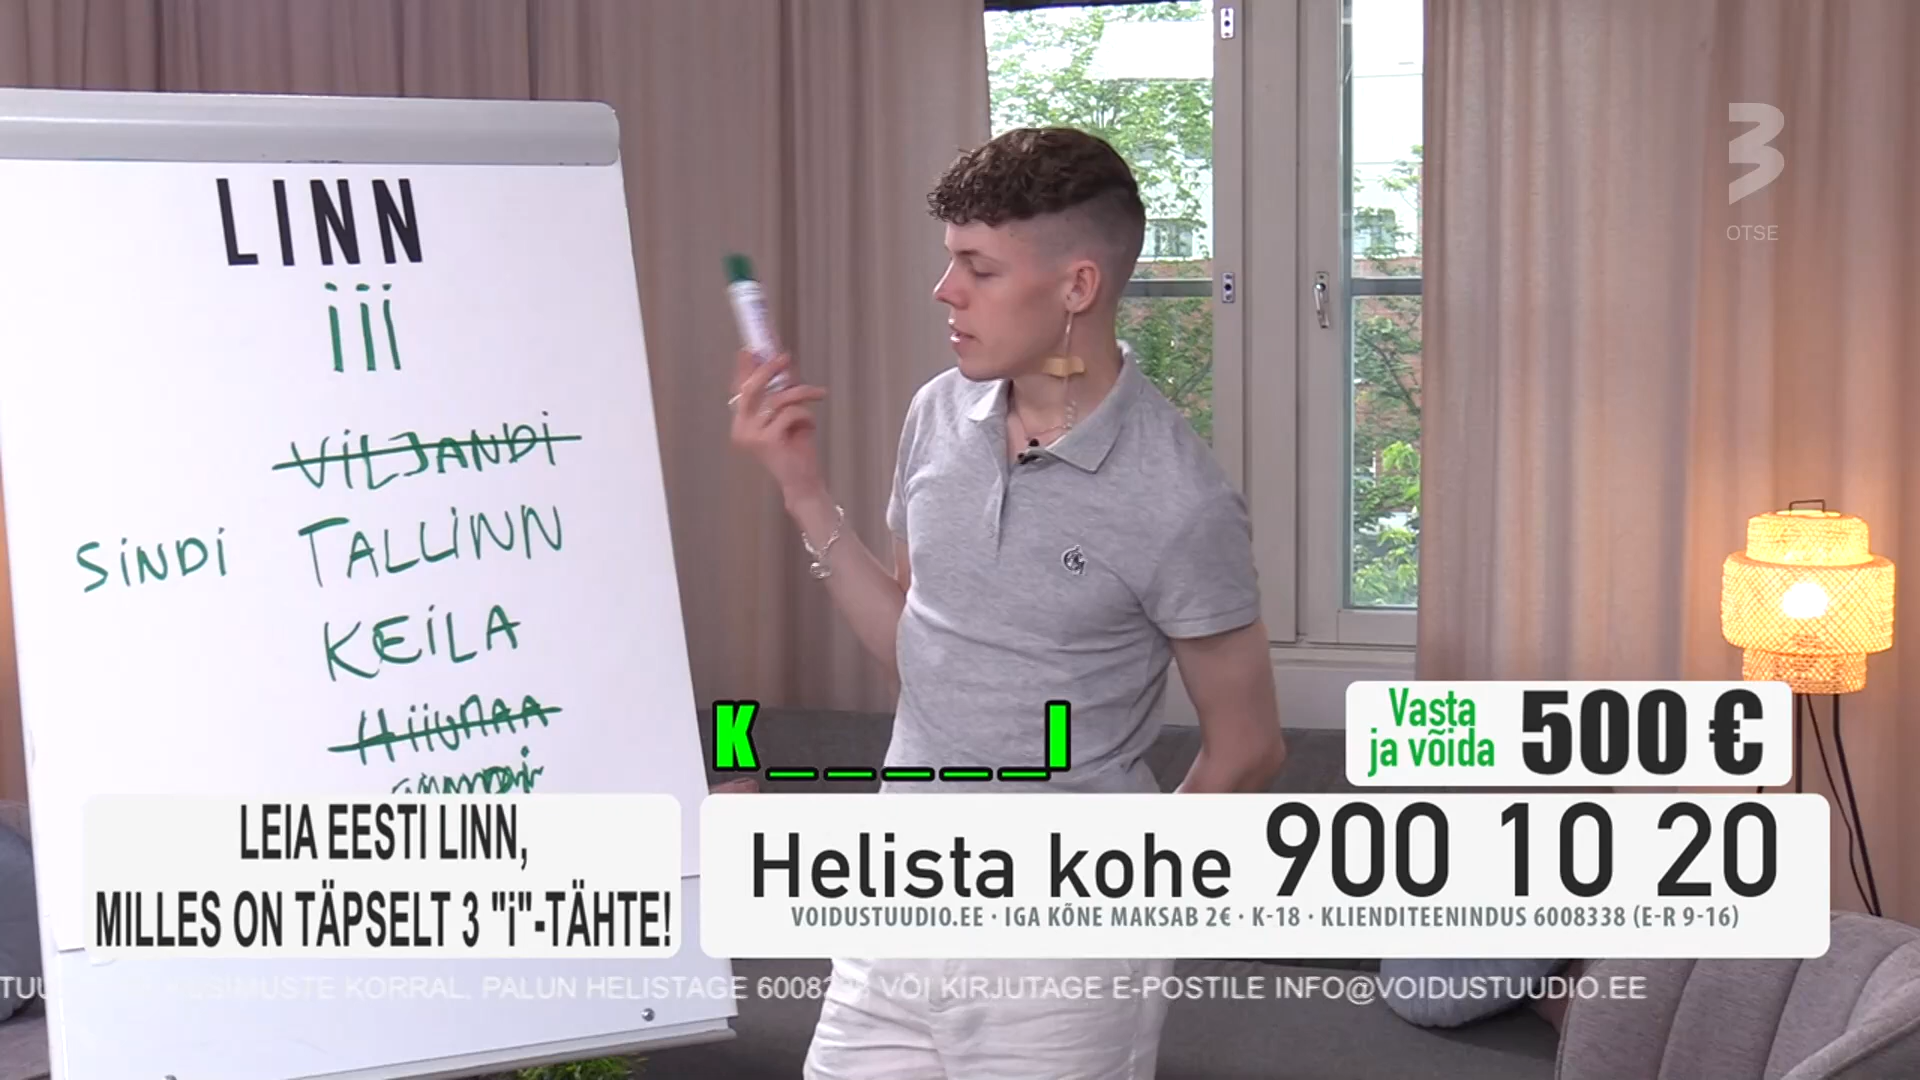 LINN
iii
VILJANDI
SINDI TALLINN
KEILA
HIIUMAA
3
OTSE
K_____I
Vasta
ja võida
500 €
LEIA EESTI LINN,
MILLES ON TÄPSELT 3 "i"-TÄHTE!
Helista kohe 900 10 20
VOIDUSTUUDIO.EE · IGA KÕNE MAKSAB 2€ · K-18 · KLIENDITEENINDUS 6008338 (E-R 9-16)
KORRAL, PALUN HELISTAGE VÕI KIRJUTAGE E-POSTILE INFO@VOIDUSTUUDIO.EE